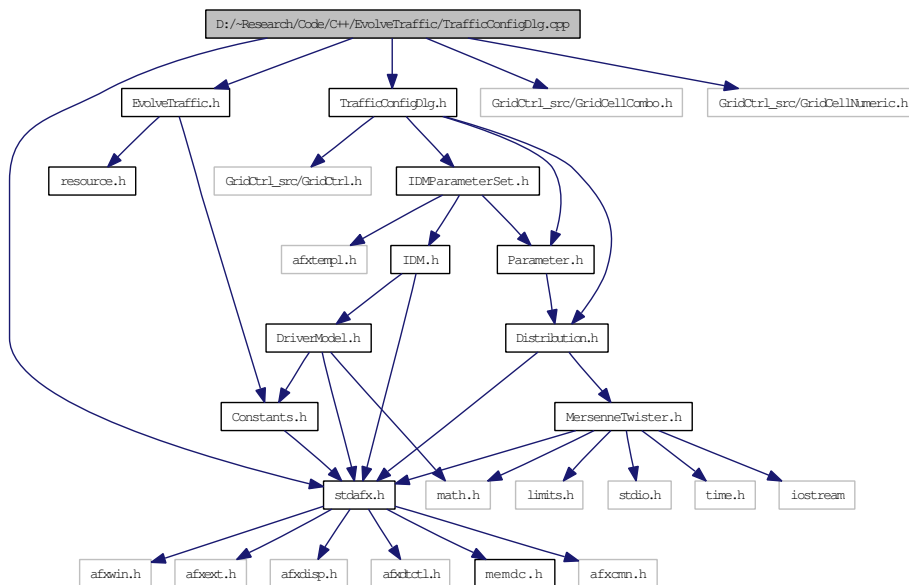 D:/~Research/Code/C++/EvolveTraffic/TrafficConfigDlg.cpp
EvolveTraffic.h
TrafficConfigDlg.h
GridCtrl_src/GridCellCombo.h
GridCtrl_src/GridCellNumeric.h
resource.h
GridCtrl_src/GridCtrl.h
IDMParameterSet.h
afxtempl.h
IDM.h
Parameter.h
DriverModel.h
Distribution.h
Constants.h
MersenneTwister.h
stdafx.h
math.h
limits.h
stdio.h
time.h
iostream
afxwin.h
afxext.h
afxdisp.h
afxdtctl.h
memdc.h
afxcmn.h